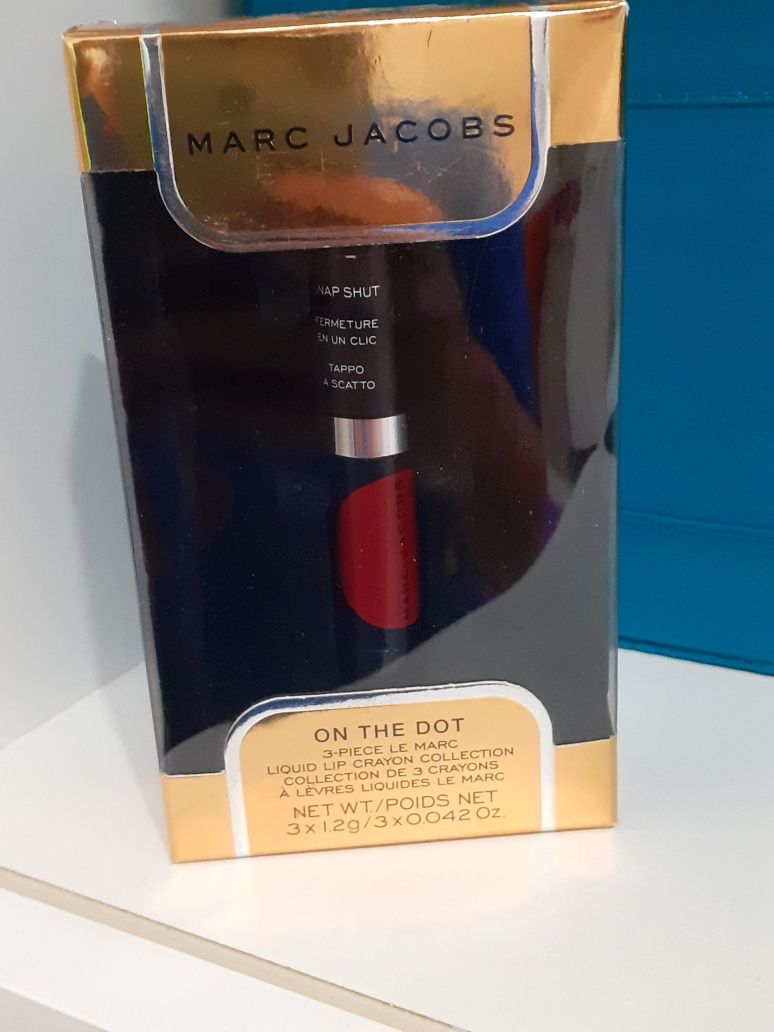 MARC JACOBS
SNAP SHUT
FERMETURE
EN UN CLIC
TAPPO
A SCATTO
MARC JACOBS
ON THE DOT
3-PIECE LE MARC
LIQUID LIP CRAYON COLLECTION
COLLECTION DE 3 CRAYONS
À LÈVRES LIQUIDES LE MARC
NET WT./POIDS NET
3 x 1.2g/3 x 0.042 Oz.